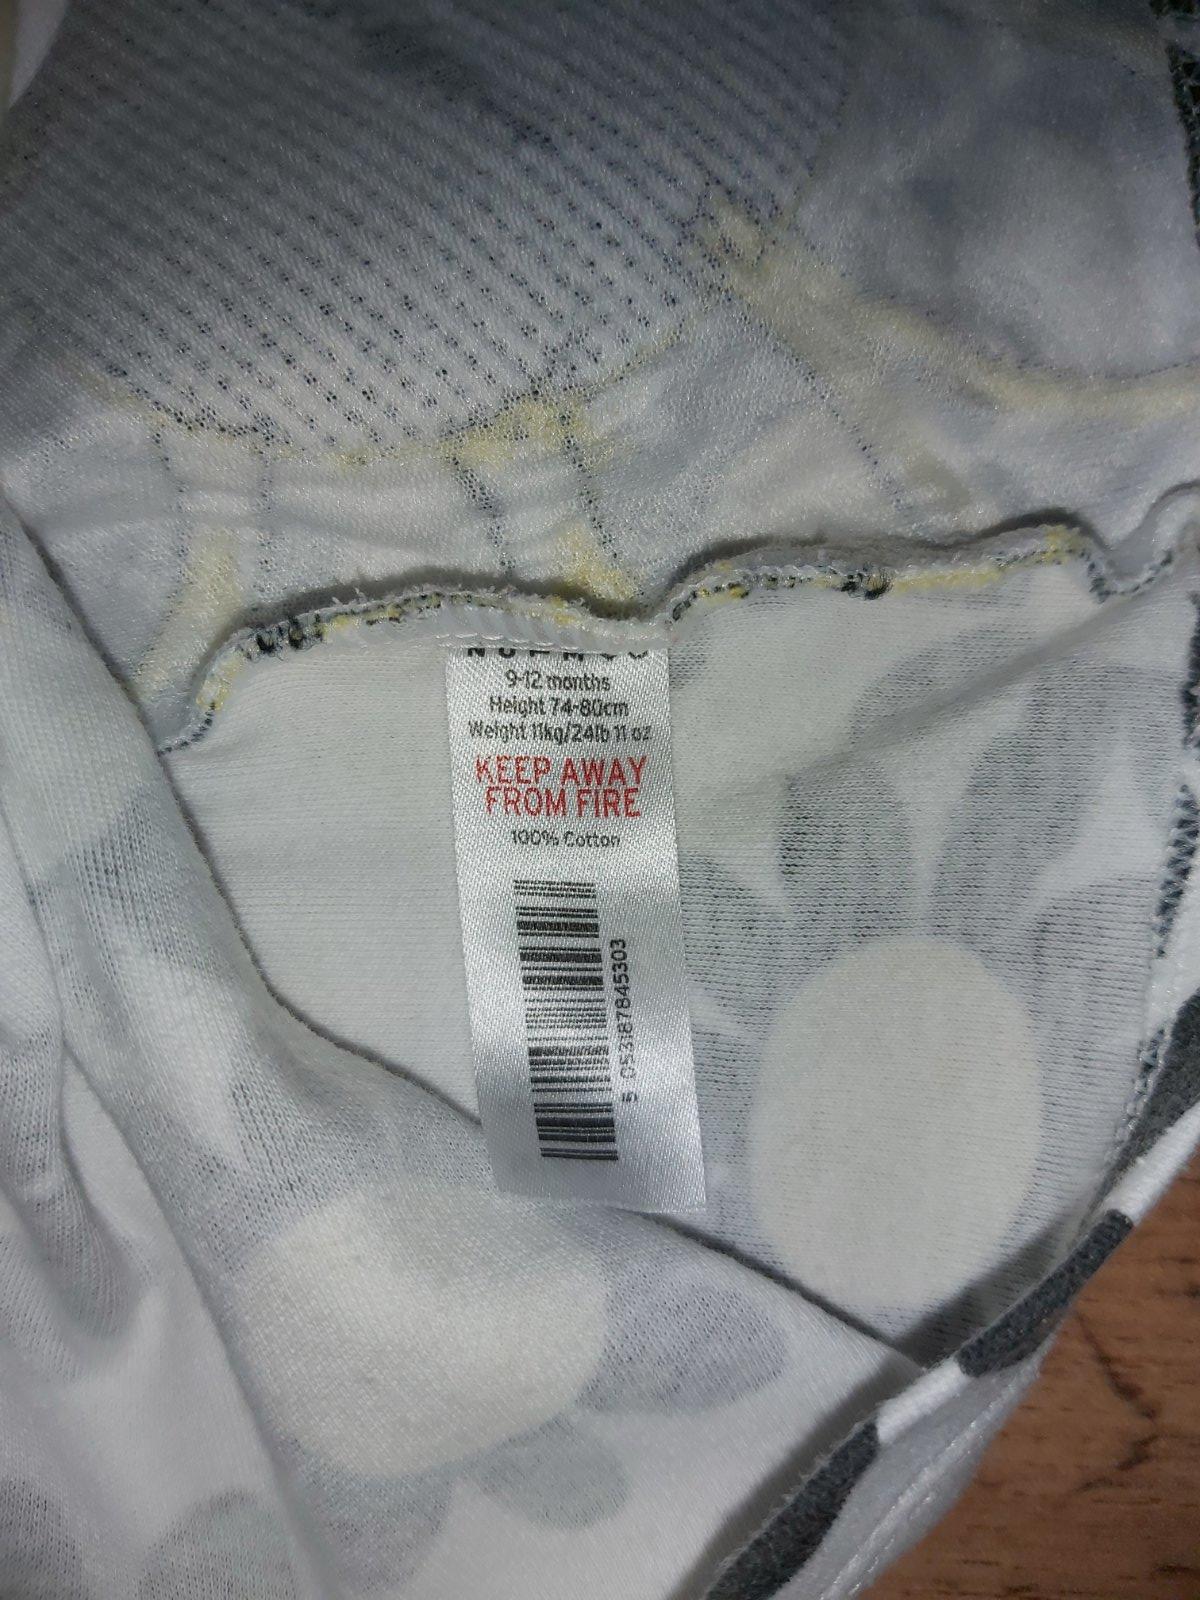 9-12 months
Height 74-80cm
Weight 11kg/24lb 11 oz
KEEP AWAY
FROM FIRE
100% Cotton
5 053187845303